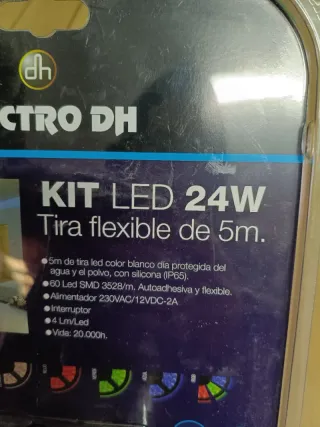 dh
CTRO DH
KIT LED 24W
Tira flexible de 5m.
●5m de tira led color blanco día protegida del
agua y el polvo, con silicona (IP65).
●60 Led SMD 3528/m, Autoadhesiva y flexible.
●Alimentador 230VAC/12VDC-2A
●Interruptor
●4 Lm/Led
●Vida: 20.000h.